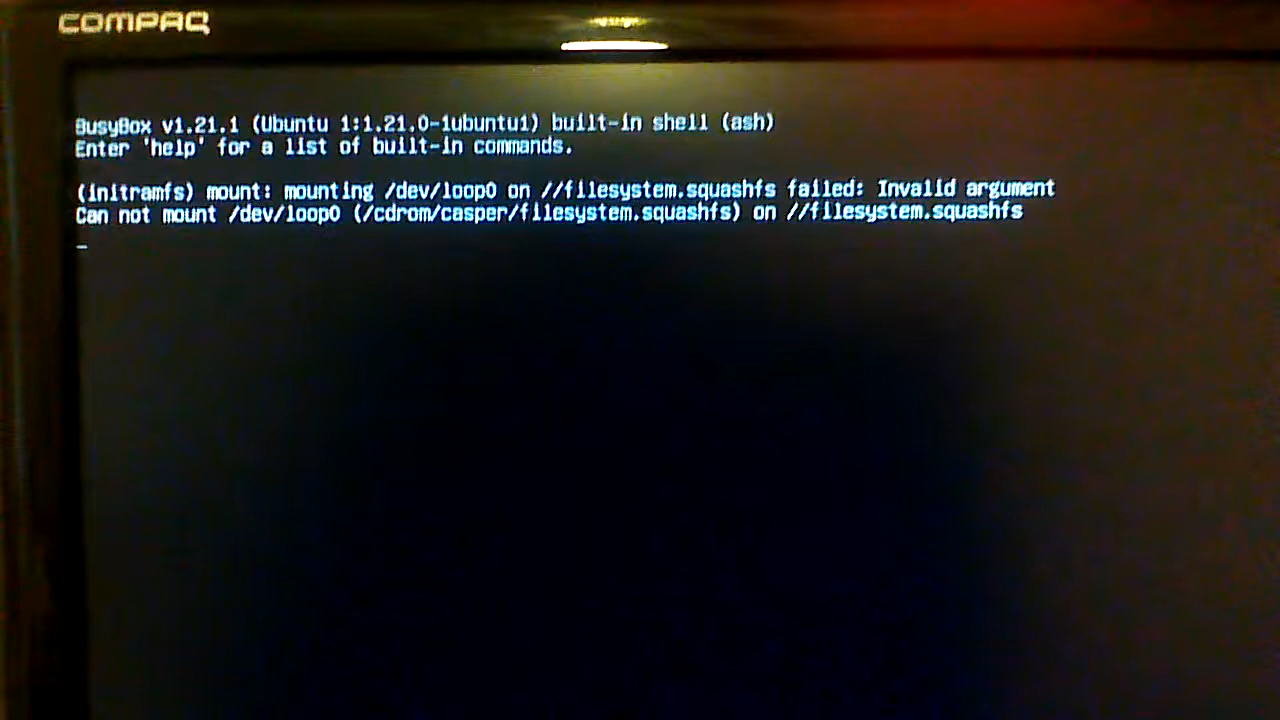 COMPAQ
BusyBox v1.21.1 (Ubuntu 1:1.21.0-1ubuntu1) built-in shell (ash)
Enter 'help' for a list of built-in commands.
(initramfs) mount: mounting /dev/loop0 on //filesystem.squashfs failed: Invalid argument
Can not mount /dev/loop0 (/cdrom/casper/filesystem.squashfs) on //filesystem.squashfs
_